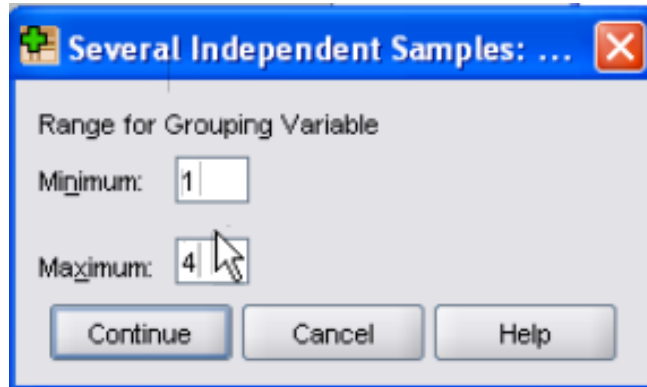 Several Independent Samples: ...
Range for Grouping Variable
Minimum: 1
Maximum: 4
Continue Cancel Help